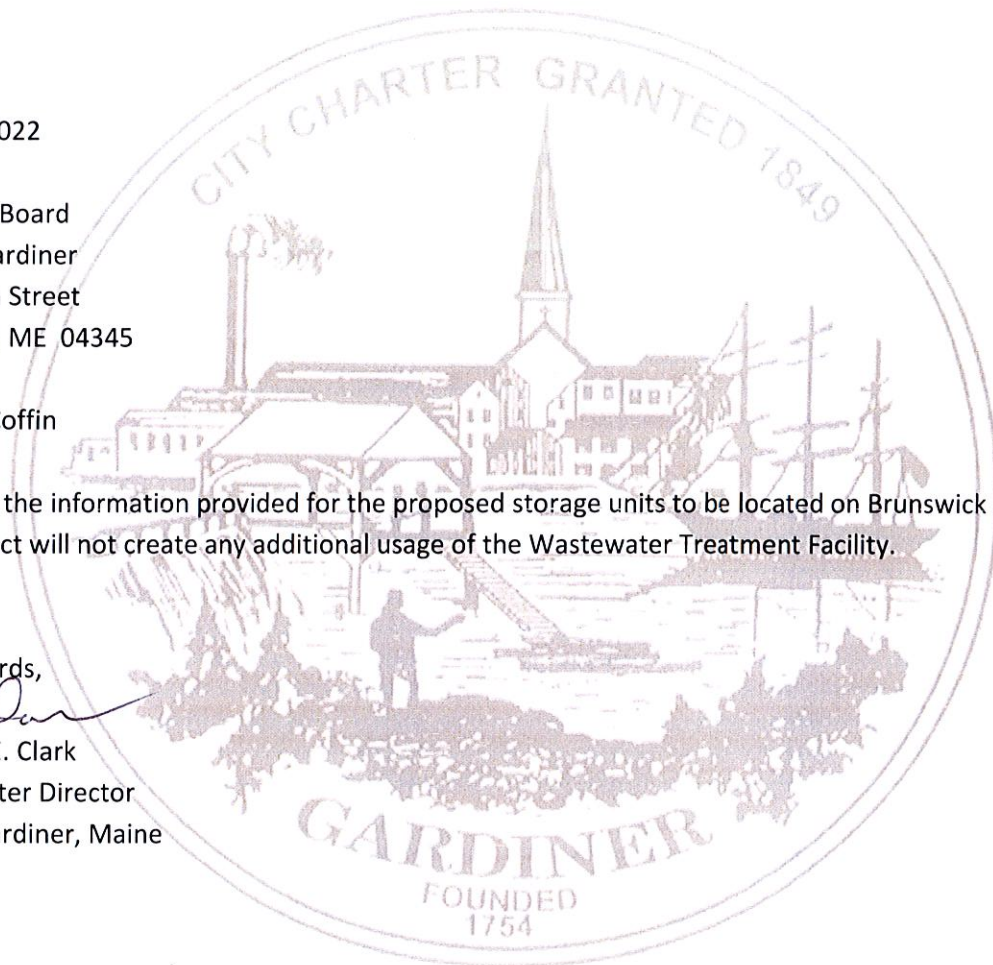 CITY CHARTER GRANTED 1849
022
Board
ardiner
Street
ME 04345
offin
the information provided for the proposed storage units to be located on Brunswick
ct will not create any additional usage of the Wastewater Treatment Facility.
rds,
. Clark
ter Director
rdiner, Maine
GARDINER
FOUNDED
1754